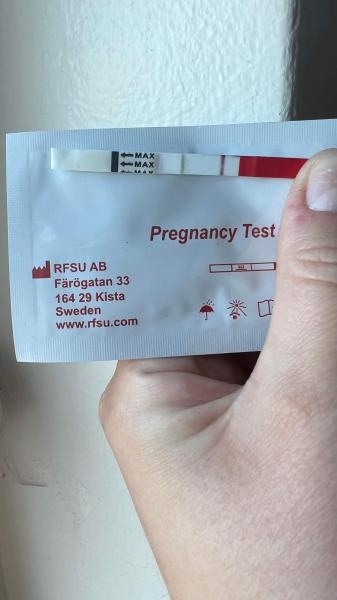 MAX
MAX
MAX
Pregnancy Test
RFSU AB
Färögatan 33
164 29 Kista
Sweden
www.rfsu.com